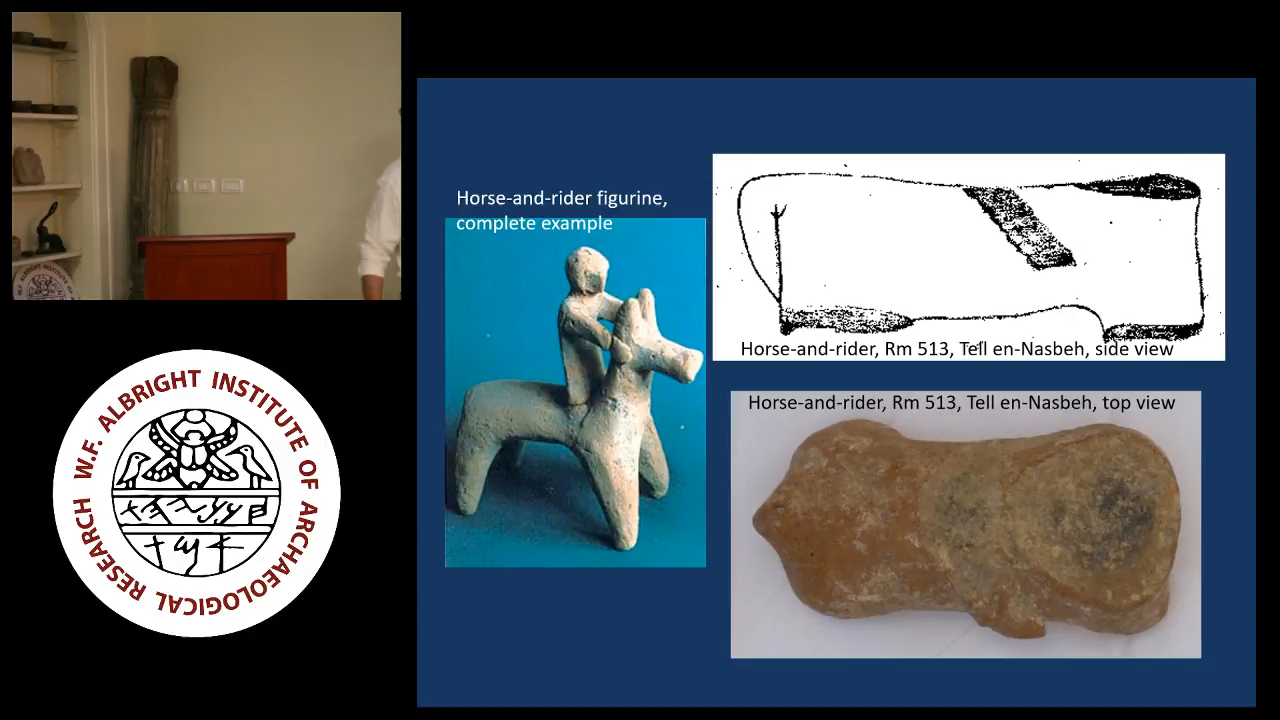 Horse-and-rider figurine,
complete example
Horse-and-rider, Rm 513, Tell en-Nasbeh, side view
Horse-and-rider, Rm 513, Tell en-Nasbeh, top view
W.F. ALBRIGHT INSTITUTE OF ARCHAEOLOGICAL RESEARCH